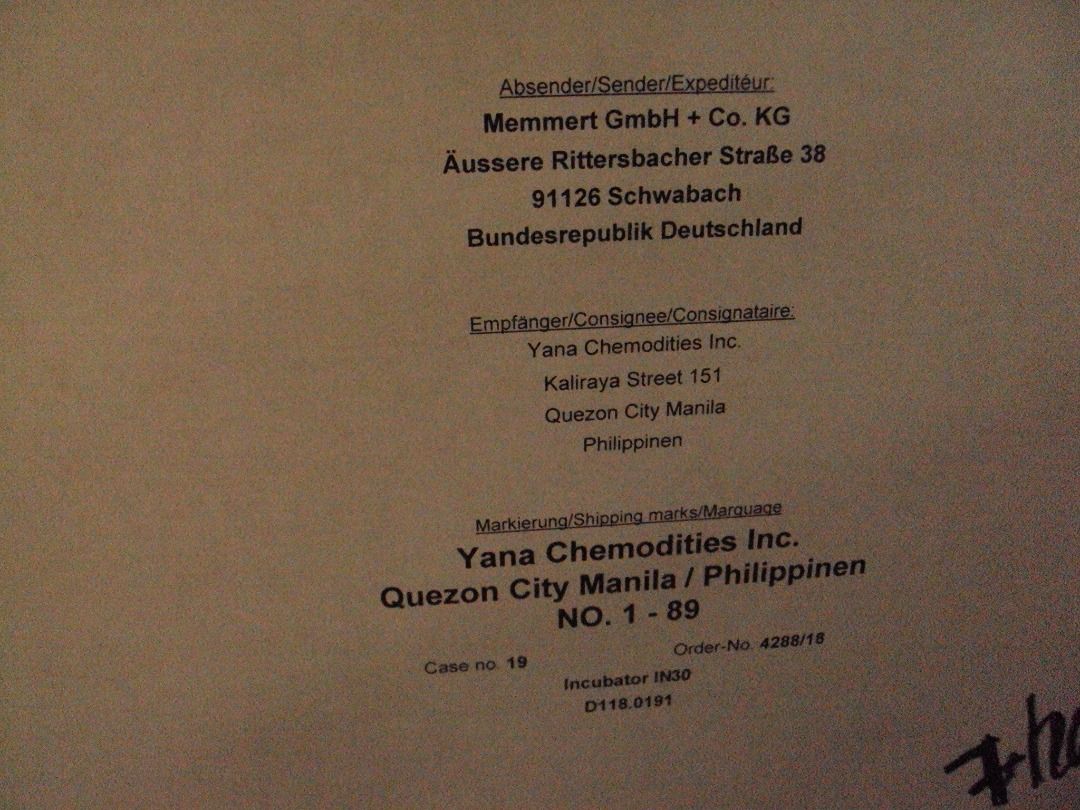 Absender/Sender/Expeditéur:
Memmert GmbH + Co. KG
Äussere Rittersbacher Straße 38
91126 Schwabach
Bundesrepublik Deutschland
Empfänger/Consignee/Consignataire:
Yana Chemodities Inc.
Kaliraya Street 151
Quezon City Manila
Philippinen
Markierung/Shipping marks/Marquage
Yana Chemodities Inc.
Quezon City Manila / Philippinen
NO. 1 - 89
Case no. 19 Order-No. 4288/18
Incubator IN30
D118.0191